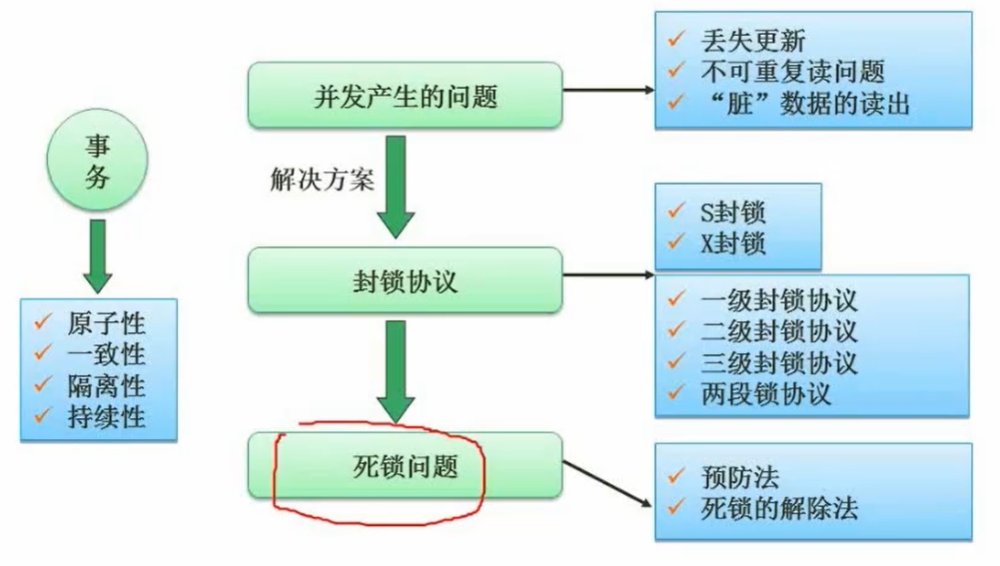 事
务
原子性
一致性
隔离性
持续性
并发产生的问题
丢失更新
不可重复读问题
“脏”数据的读出
解决方案
封锁协议
S封锁
X封锁
一级封锁协议
二级封锁协议
三级封锁协议
两段锁协议
死锁问题
预防法
死锁的解除法